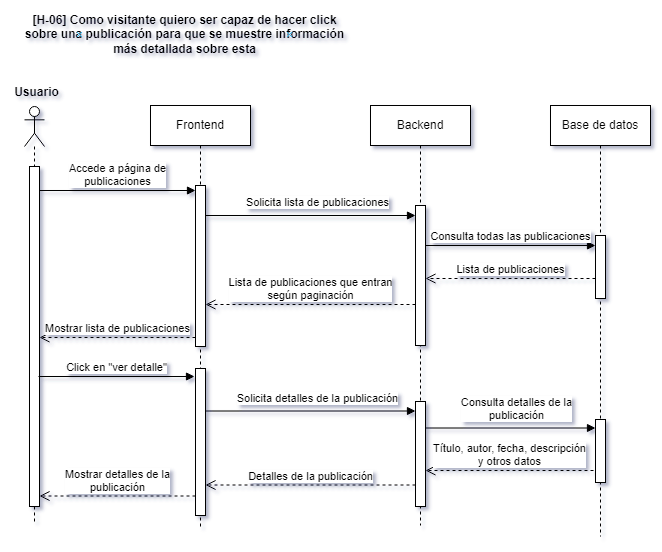 [H-06] Como visitante quiero ser capaz de hacer click
sobre una publicación para que se muestre información
más detallada sobre esta
Usuario
Frontend
Backend
Base de datos
Accede a página de
publicaciones
Solicita lista de publicaciones
Consulta todas las publicaciones
Lista de publicaciones
Lista de publicaciones que entran
según paginación
Mostrar lista de publicaciones
Click en "ver detalle"
Solicita detalles de la publicación
Consulta detalles de la
publicación
Título, autor, fecha, descripción
y otros datos
Detalles de la publicación
Mostrar detalles de la
publicación